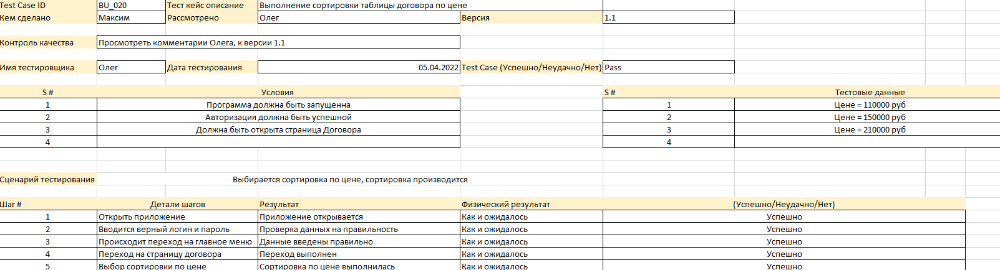 Test Case ID BU_020 Тест кейс описание Выполнение сортировки таблицы договора по цене
Кем сделано Максим Рассмотрено Олег Версия 1.1
Контроль качества Просмотреть комментарии Олега, к версии 1.1
Имя тестировщика Олег Дата тестирования 05.04.2022 Test Case (Успешно/Неудачно/Нет) Pass
S # Условия S # Тестовые данные
1 Программа должна быть запущенна 1 Цене = 110000 руб
2 Авторизация должна быть успешной 2 Цене = 150000 руб
3 Должна быть открыта страница Договора 3 Цене = 210000 руб
4 4
Сценарий тестирования Выбирается сортировка по цене, сортировка производится
Шаг # Детали шагов Результат Физический результат (Успешно/Неудачно/Нет)
1 Открыть приложение Приложение открывается Как и ожидалось Успешно
2 Вводится верный логин и пароль Проверка данных на правильность Как и ожидалось Успешно
3 Происходит переход на главное меню Данные введены правильно Как и ожидалось Успешно
4 Переход на страницу договора Переход выполнен Как и ожидалось Успешно
5 Выбор сортировки по цене Сортировка по цене выполнилась Как и ожидалось Успешно